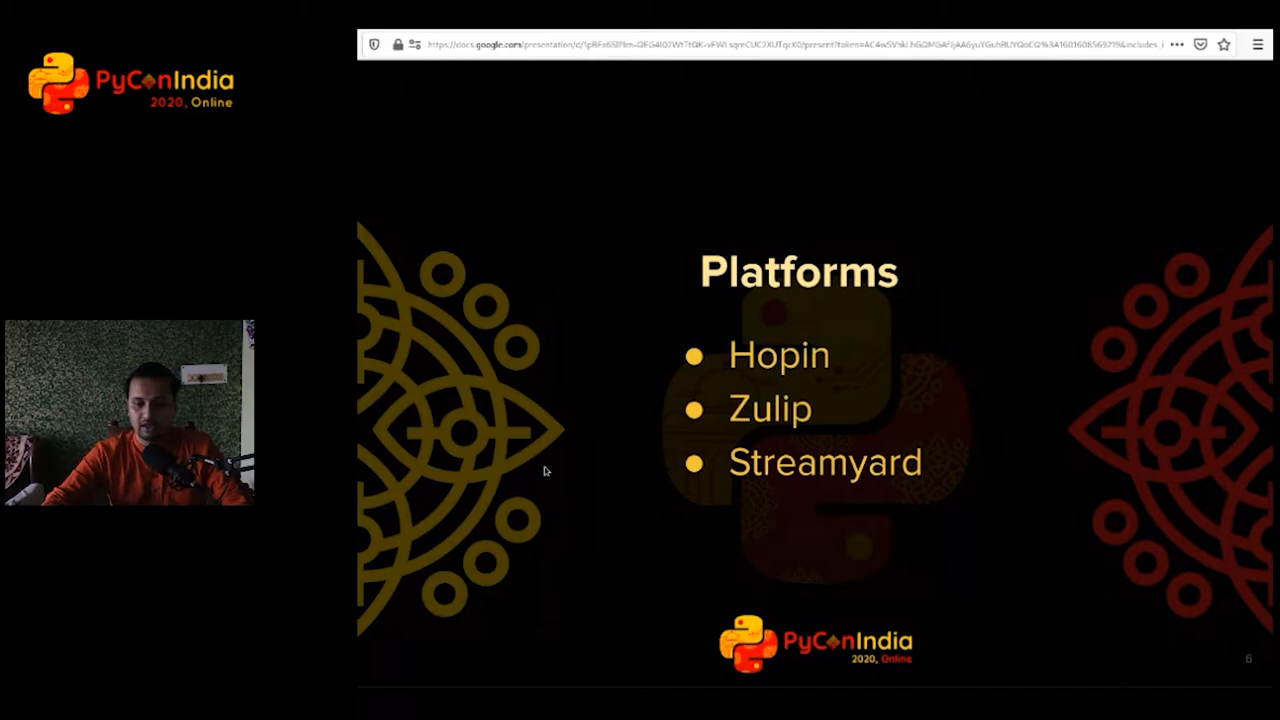 PyConIndia
2020, Online
Platforms
● Hopin
● Zulip
● Streamyard
PyConIndia
2020, Online
6